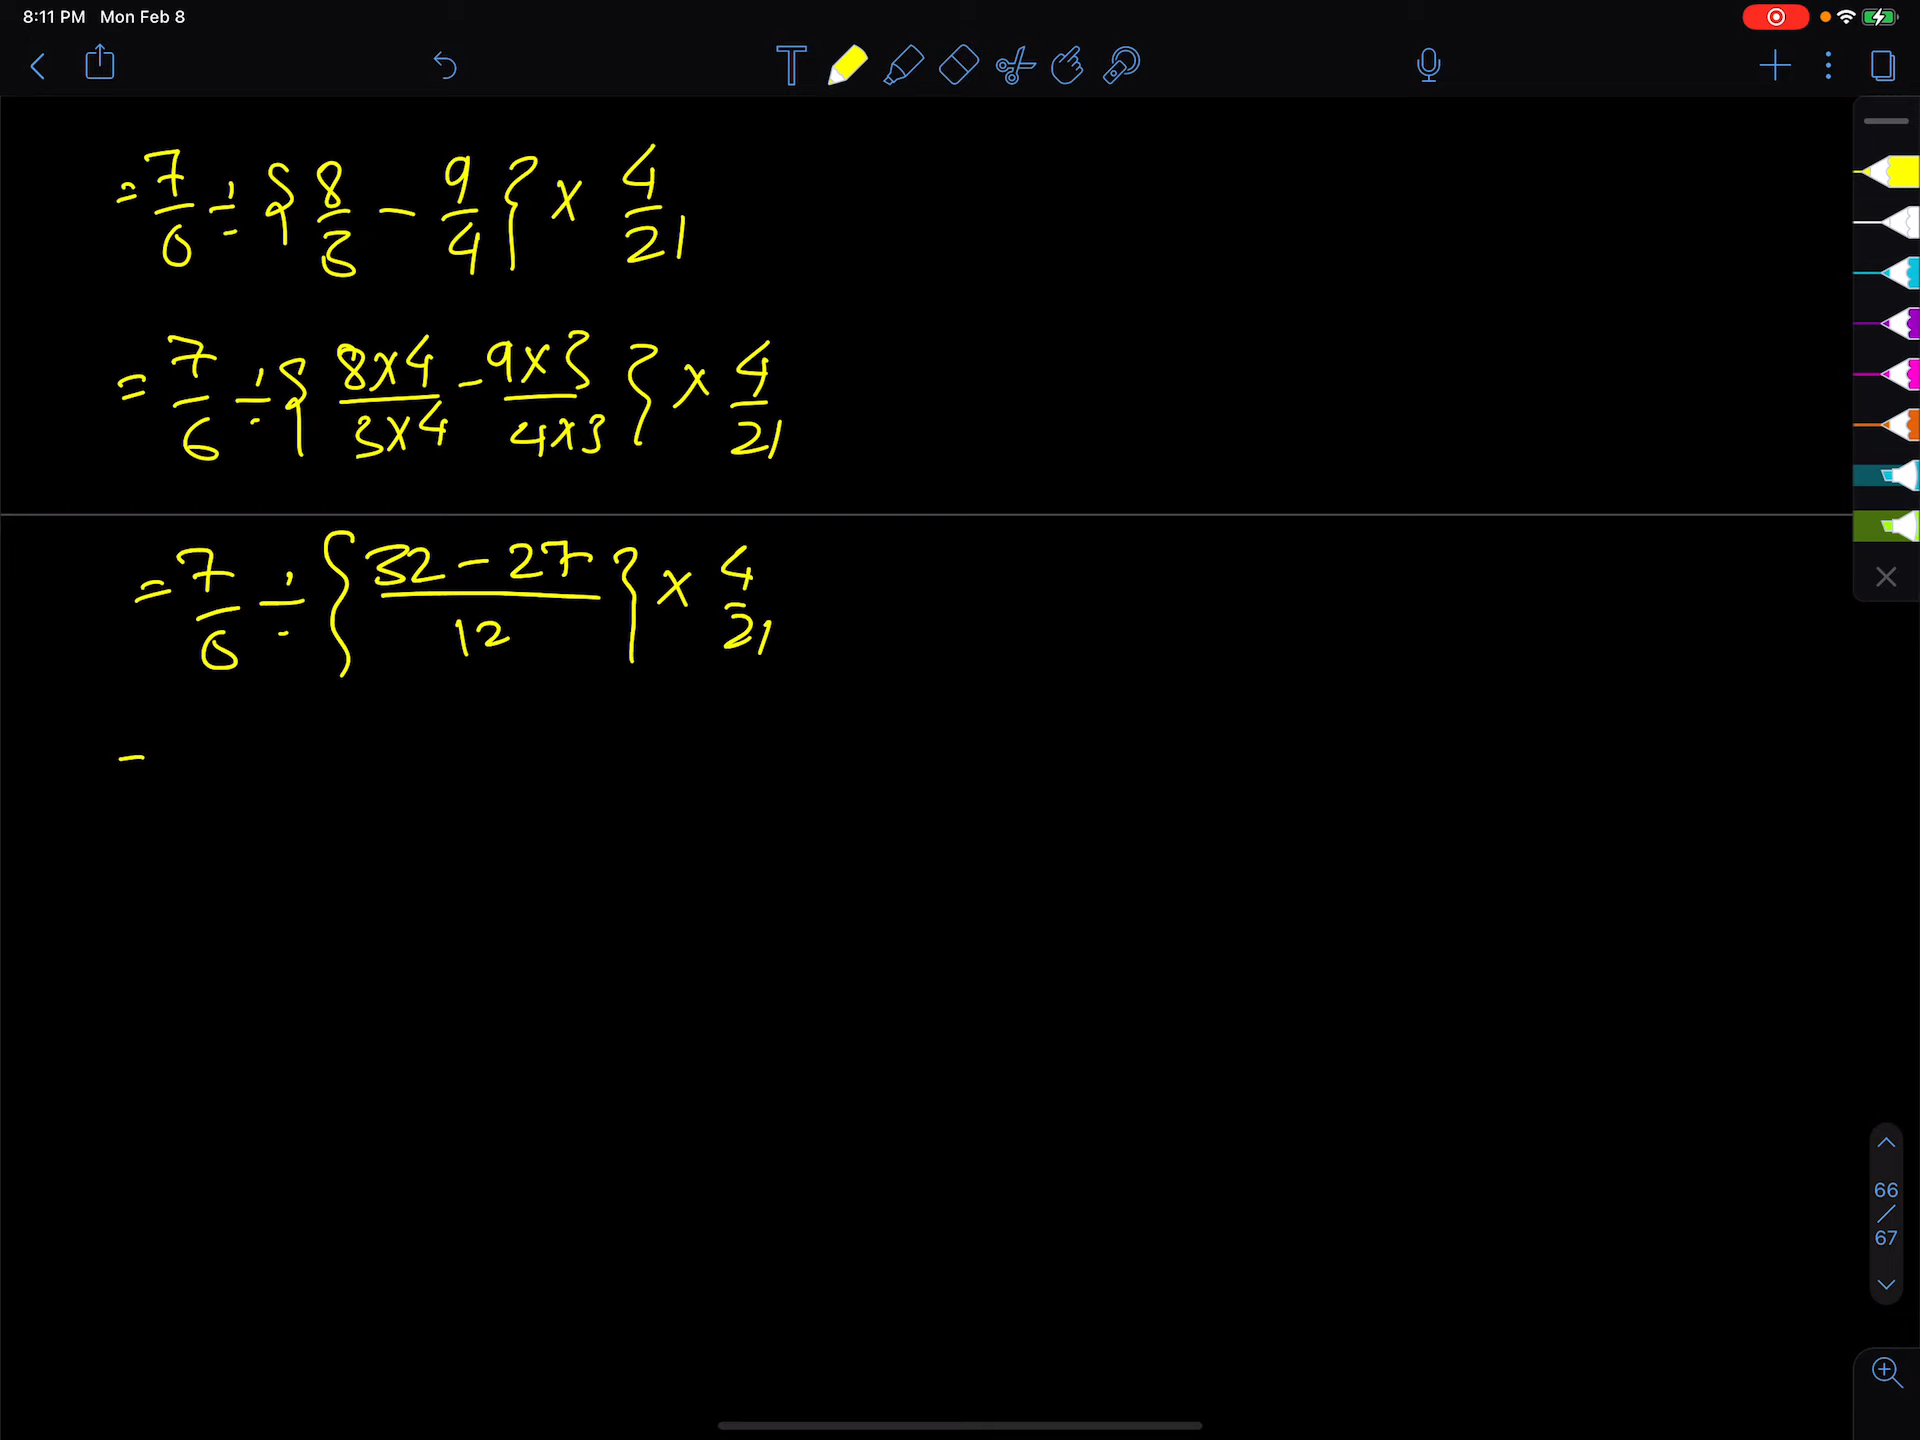 8:11 PM Mon Feb 8
T
= 7/6 ÷ { 8/3 - 9/4 } × 4/21
= 7/6 ÷ { 8×4/3×4 - 9×3/4×3 } × 4/21
= 7/6 ÷ { 32-27/12 } × 4/21
-
66
/
67